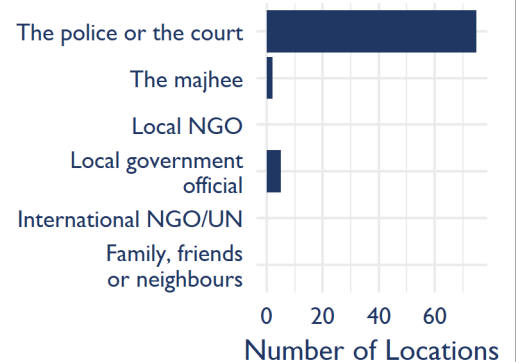 The police or the court
The majhee
Local NGO
Local government
official
International NGO/UN
Family, friends
or neighbours
0 20 40 60
Number of Locations